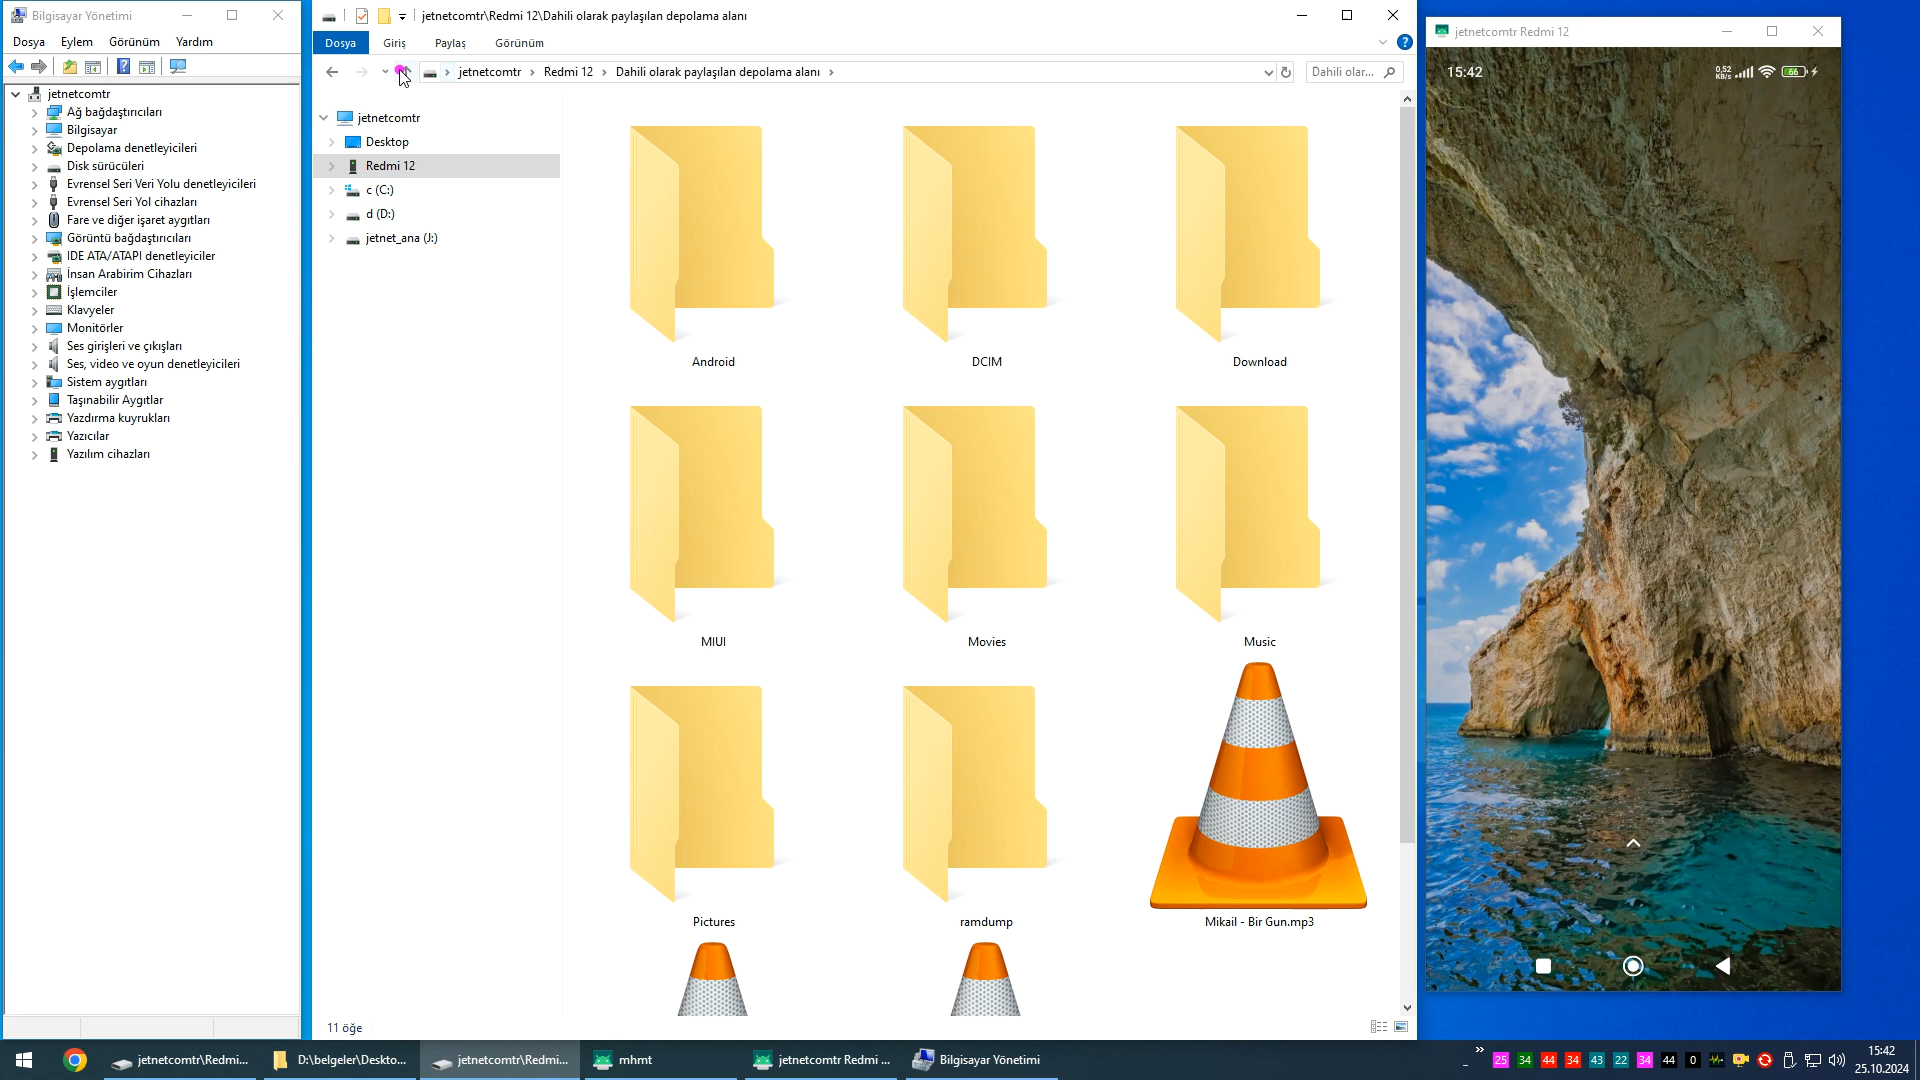 Bilgisayar Yönetimi
Dosya Eylem Görünüm Yardım
jetnetcomtr
Ağ bağdaştırıcıları
Bilgisayar
Depolama denetleyicileri
Disk sürücüleri
Evrensel Seri Veri Yolu denetleyicileri
Evrensel Seri Yol cihazları
Fare ve diğer işaret aygıtları
Görüntü bağdaştırıcıları
IDE ATA/ATAPI denetleyiciler
İnsan Arabirim Cihazları
İşlemciler
Klavyeler
Monitörler
Ses girişleri ve çıkışları
Ses, video ve oyun denetleyicileri
Sistem aygıtları
Taşınabilir Aygıtlar
Yazdırma kuyrukları
Yazıcılar
Yazılım cihazları
jetnetcomtr\Redmi 12\Dahili olarak paylaşılan depolama alanı
Dosya Giriş Paylaş Görünüm
jetnetcomtr Redmi 12 Dahili olarak paylaşılan depolama alanı
Dahili olar...
jetnetcomtr
Desktop
Redmi 12
c (C:)
d (D:)
jetnet_ana (J:)
Android DCIM Download
MIUI Movies Music
Pictures ramdump Mikail - Bir Gun.mp3
11 öğe
jetnetcomtr Redmi 12
15:42
0,52 KB/s 66
jetnetcomtr\Redmi... D:\belgeler\Deskto... jetnetcomtr\Redmi... mhmt jetnetcomtr Redmi ... Bilgisayar Yönetimi
25 34 44 34 43 22 34 44 0
15:42
25.10.2024